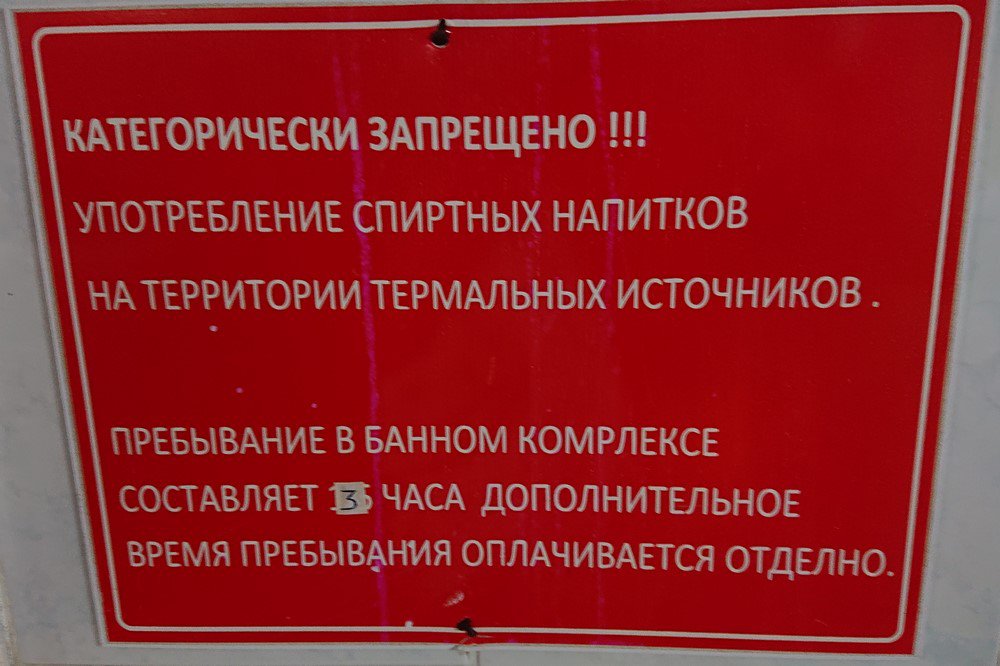 КАТЕГОРИЧЕСКИ ЗАПРЕЩЕНО !!!
УПОТРЕБЛЕНИЕ СПИРТНЫХ НАПИТКОВ
НА ТЕРРИТОРИИ ТЕРМАЛЬНЫХ ИСТОЧНИКОВ .
ПРЕБЫВАНИЕ В БАННОМ КОМРЛЕКСЕ
СОСТАВЛЯЕТ 3 ЧАСА ДОПОЛНИТЕЛЬНОЕ
ВРЕМЯ ПРЕБЫВАНИЯ ОПЛАЧИВАЕТСЯ ОТДЕЛНО.